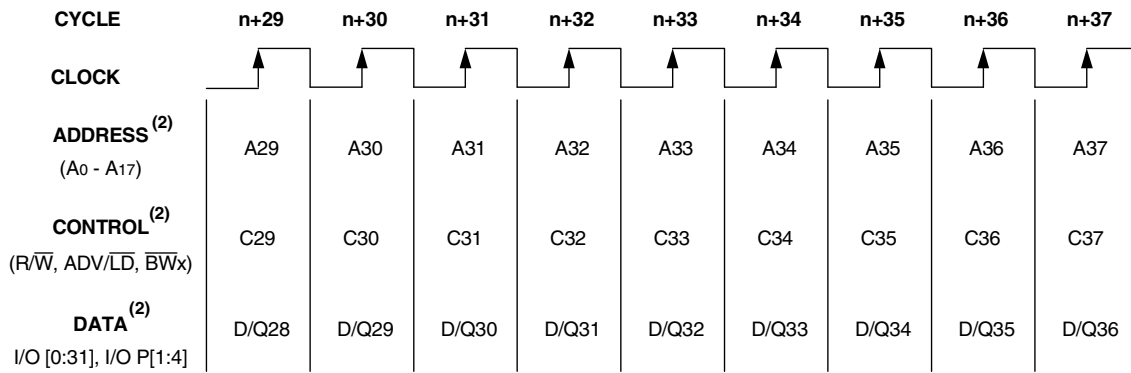 CYCLE n+29 n+30 n+31 n+32 n+33 n+34 n+35 n+36 n+37
CLOCK
ADDRESS(2) A29 A30 A31 A32 A33 A34 A35 A36 A37
(A0 - A17)
CONTROL(2) C29 C30 C31 C32 C33 C34 C35 C36 C37
(R/W̅, ADV/L̅D̅, B̅W̅x)
DATA(2) D/Q28 D/Q29 D/Q30 D/Q31 D/Q32 D/Q33 D/Q34 D/Q35 D/Q36
I/O [0:31], I/O P[1:4]